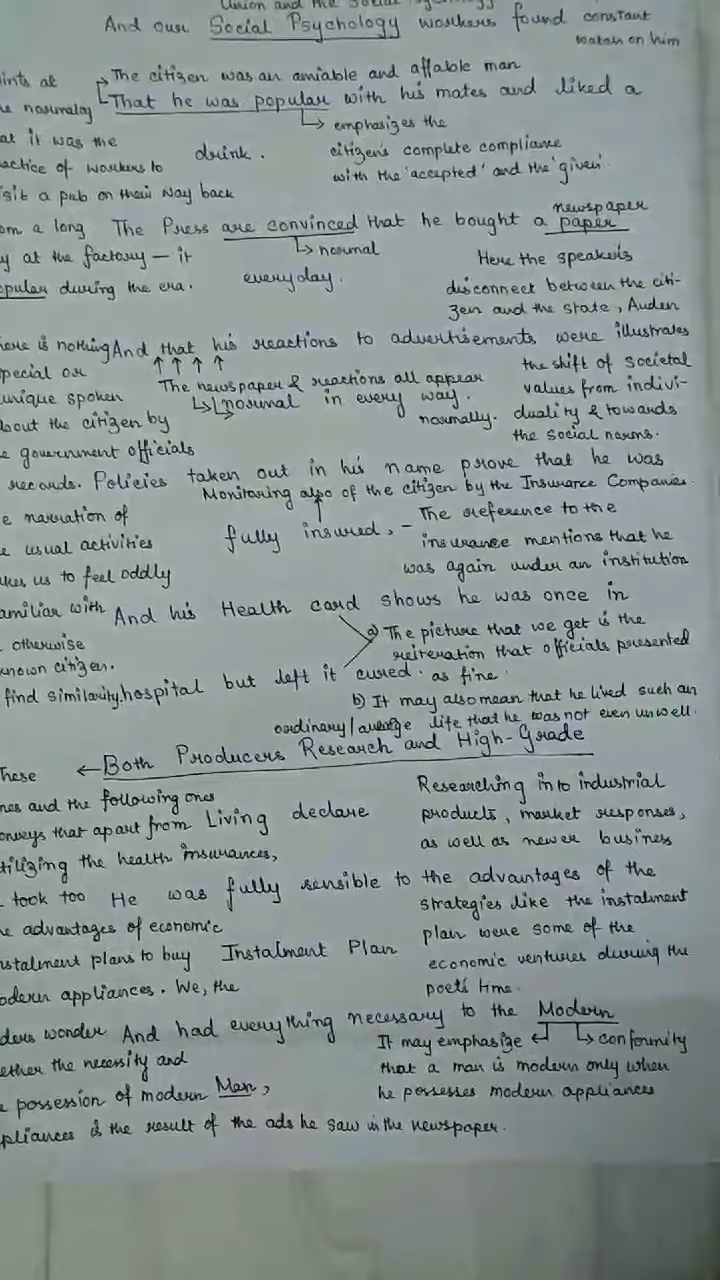 Union and the Social
And our Social Psychology workers found constant
watch on him
ints at
The citizen was an amiable and affable man
normalcy
That he was popular with his mates and liked a
at it was the
emphasizes the
drink.
citizen's complete compliance
actice of workers to
with the 'accepted' and the 'given'
sit a pub on their way back
newspaper
om a long The Press are convinced that he bought a paper
y at the factory — it
normal
Here the speakers
everyday.
opular during the era.
disconnect between the citi-
zen and the state, Auden
ere is nothing And that his reactions to advertisements were illustrates
pecial or
the shift of societal
unique spoken
The newspaper & reactions all appear
values from indivi-
normal in every way.
bout the citizen by
normally. duality & towards
e government officials
the social norms.
records. Policies taken out in his name prove that he was
Monitoring also of the citizen by the Insurance Companies.
e narration of
The reference to the
fully insured, -
e usual activities
insurance mentions that he
was again under an institution
kes us to feel oddly
amiliar with And his Health card shows he was once in
otherwise
a) The picture that we get is the
reiteration that officials presented
known citizen.
as fine.
find similarity. hospital but left it cured.
b) It may also mean that he lived such an
ordinary/average life that he was not even unwell.
These ← Both Producers Research and High-Grade
nes and the following ones
Researching into industrial
onveys that apart from Living declare
products, market responses,
tilizing the health insurances,
as well as newer business
took too He was fully sensible to the advantages of the
e advantages of economic
strategies like the instalment
nstalment plans to buy Instalment Plan
plan were some of the
economic ventures during the
odern appliances. We, the
poet's time.
ders wonder And had everything necessary to the Modern
It may emphasize
conformity
ether the necessity and
that a man is modern only when
e possession of modern Man,
he possesses modern appliances
pliances is the result of the ads he saw in the newspaper.